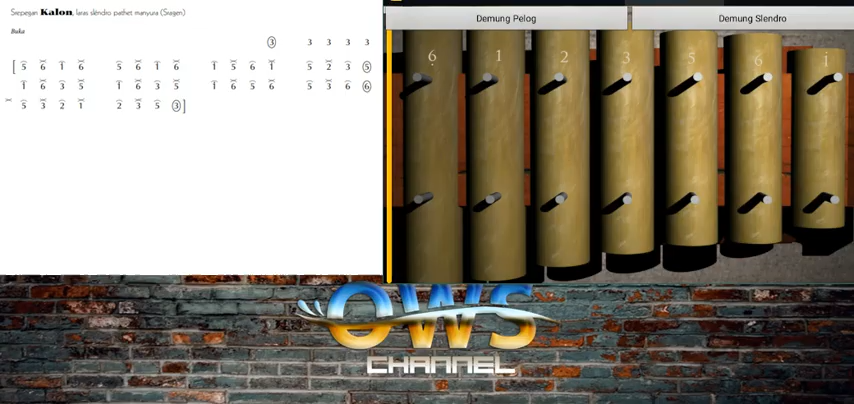 Srepegan Kalon, laras sléndro pathet manyura (Sragen)
Buka
3 3 3 3 3
[ 5 6 1 6 5 6 1 6 1 5 6 1 5 2 3 5
1 6 3 5 1 6 3 5 1 6 5 6 5 3 6 6
5 3 2 1 2 3 5 3 ]
Demung Pelog
Demung Slendro
6 1 2 3 5 6 1
OWS
CHANNEL